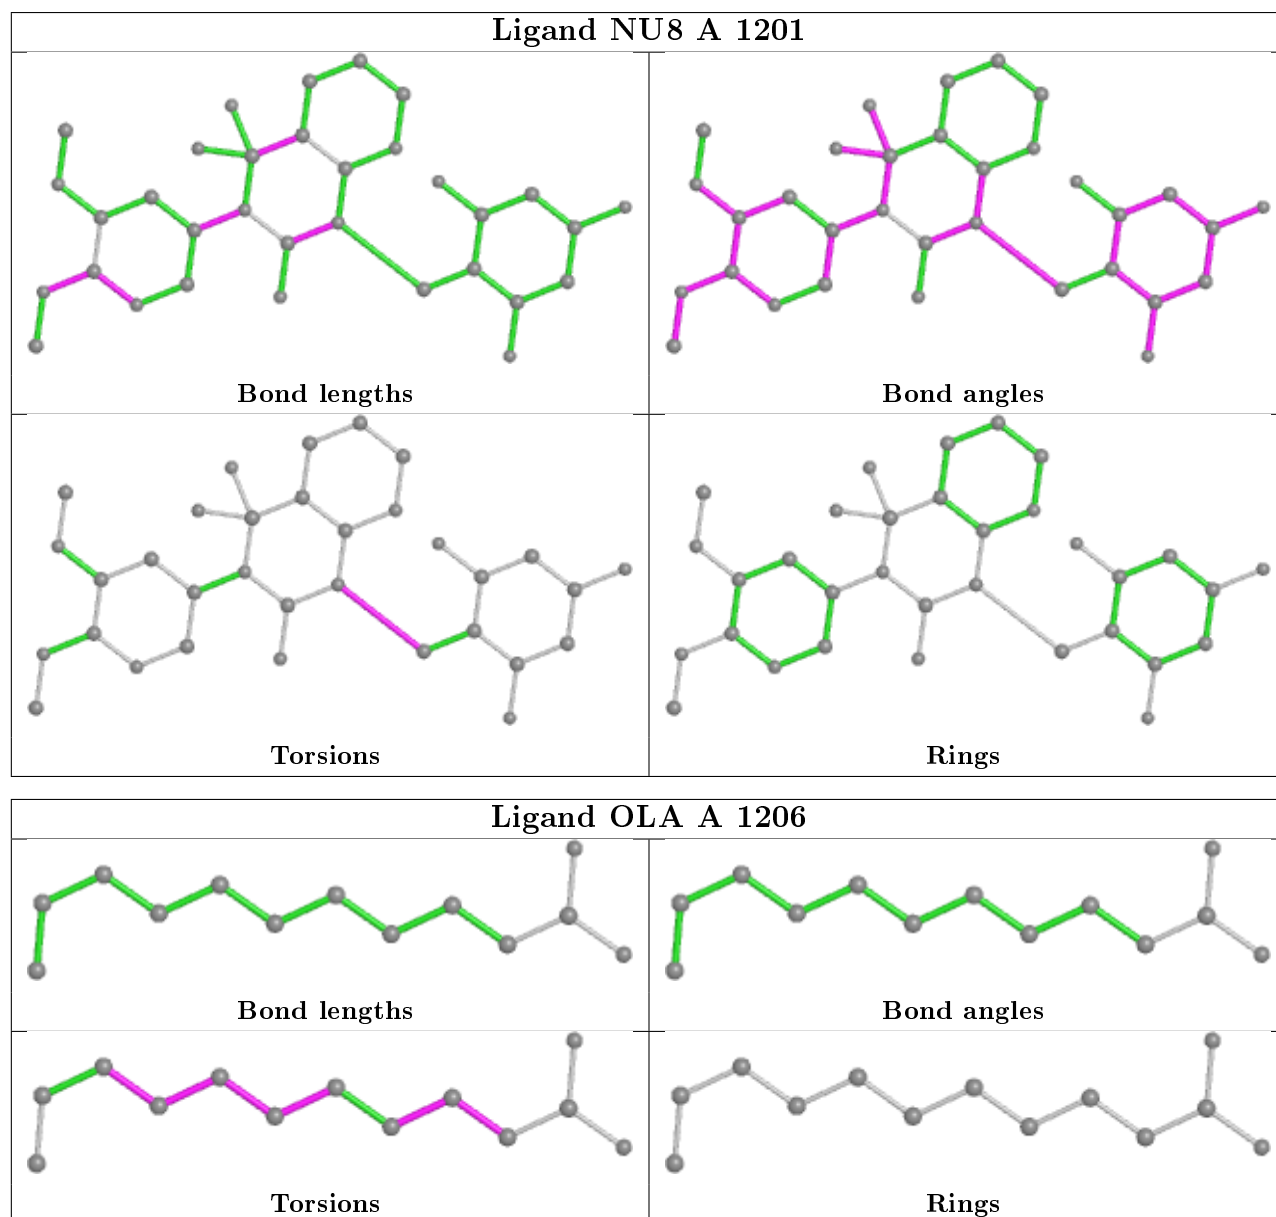 Ligand NU8 A 1201
Bond lengths
Bond angles
Torsions
Rings
Ligand OLA A 1206
Bond lengths
Bond angles
Torsions
Rings